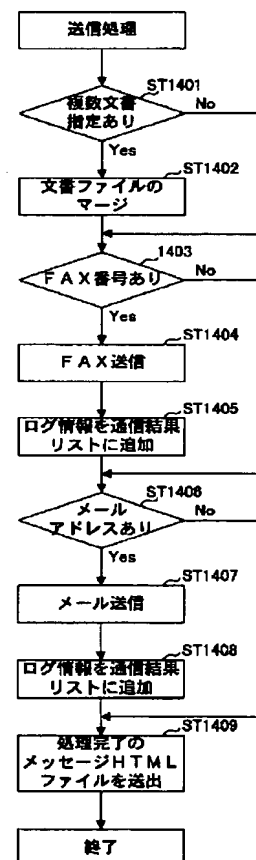 送信処理
ST1401
複数文書
指定あり
No
Yes
ST1402
文書ファイルの
マージ
1403
ＦＡＸ番号あり
No
Yes
ST1404
ＦＡＸ送信
ST1405
ログ情報を通信結果
リストに追加
ST1406
メール
アドレスあり
No
Yes
ST1407
メール送信
ST1408
ログ情報を通信結果
リストに追加
ST1409
処理完了の
メッセージＨＴＭＬ
ファイルを送出
終了